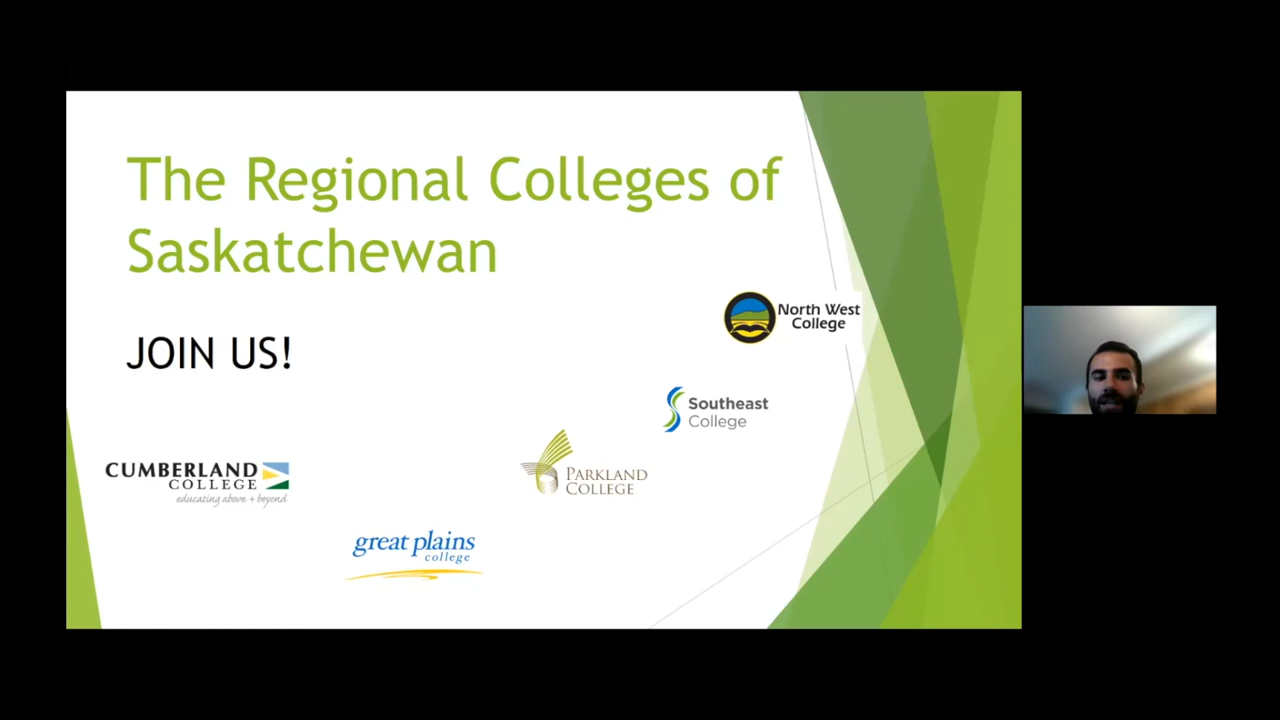 The Regional Colleges of
Saskatchewan
JOIN US!
North West
College
Southeast
College
PARKLAND
COLLEGE
CUMBERLAND
COLLEGE
educating above + beyond
great plains
college